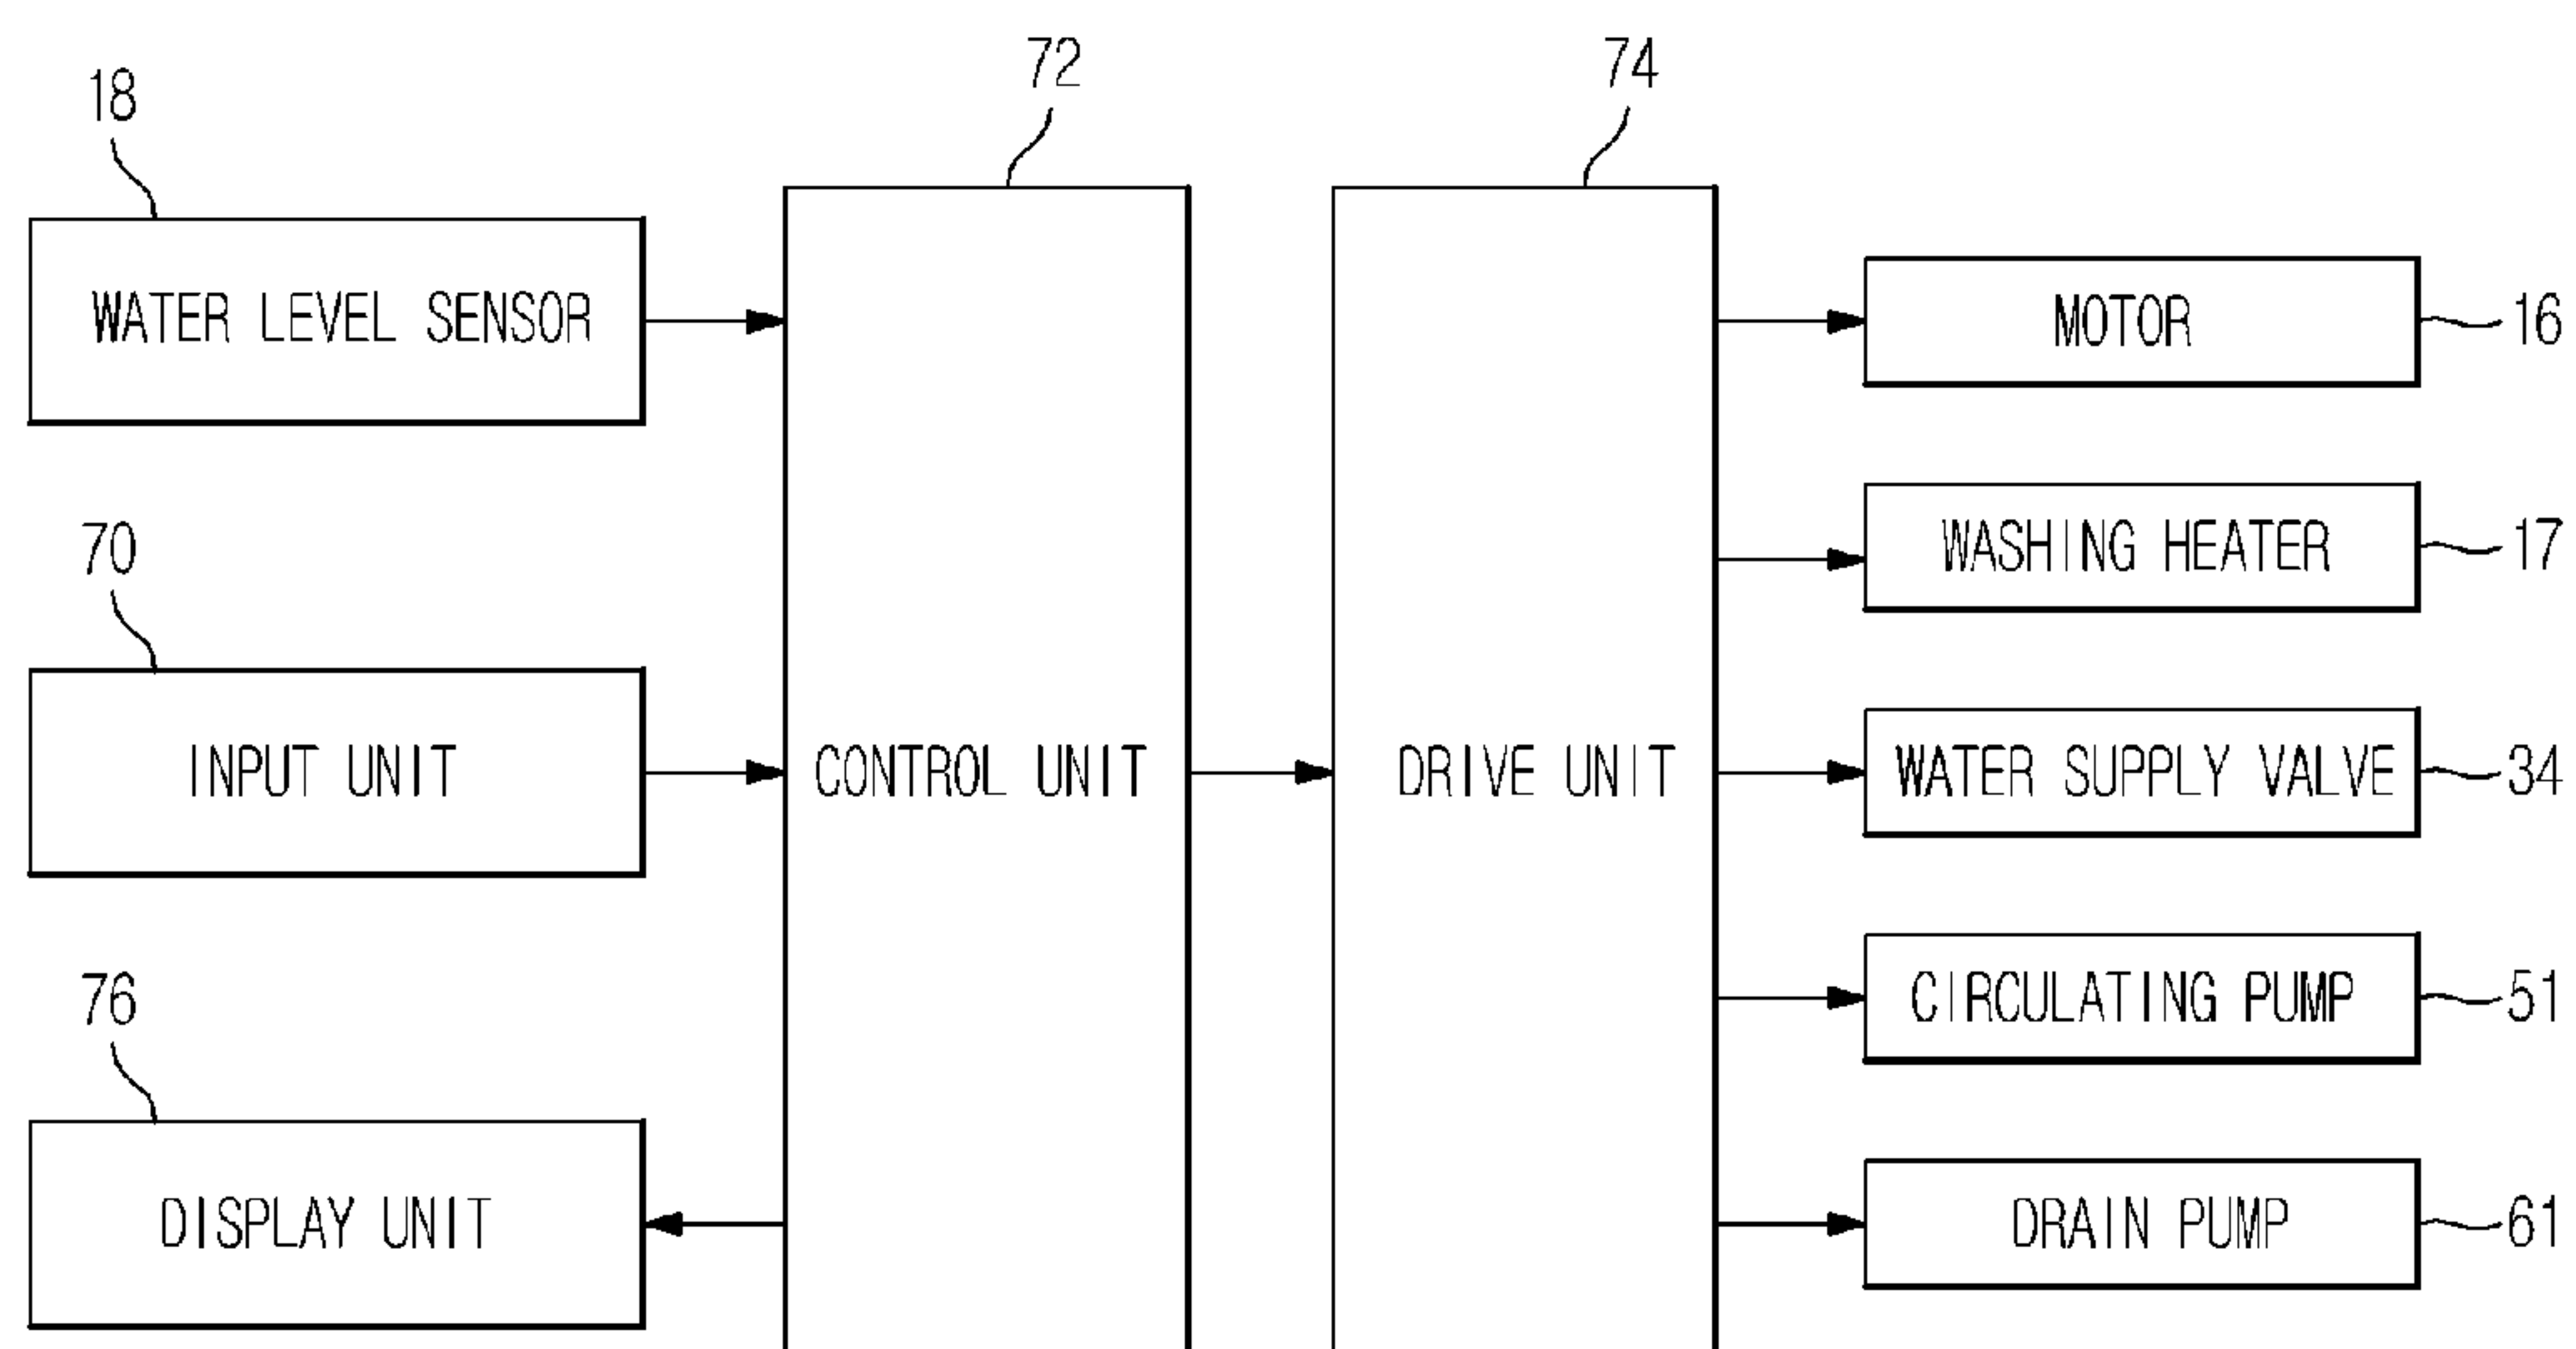 72
74
18
WATER LEVEL SENSOR
MOTOR
16
70
WASHING HEATER
17
INPUT UNIT
CONTROL UNIT
DRIVE UNIT
WATER SUPPLY VALVE
34
76
CIRCULATING PUMP
51
DISPLAY UNIT
DRAIN PUMP
61